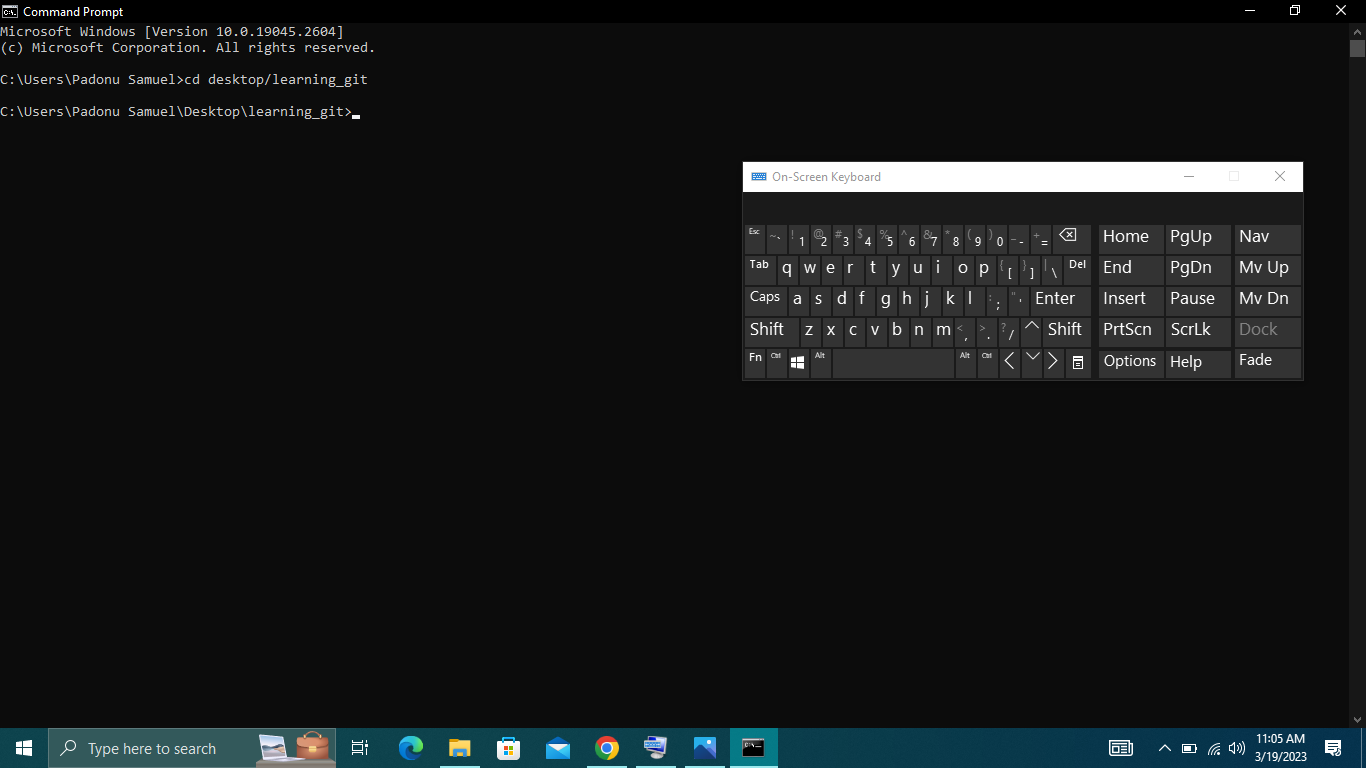 Command Prompt
Microsoft Windows [Version 10.0.19045.2604]
(c) Microsoft Corporation. All rights reserved.
C:\Users\Padonu Samuel>cd desktop/learning_git
C:\Users\Padonu Samuel\Desktop\learning_git>
On-Screen Keyboard
Esc ~ ` ! 1 @ 2 # 3 $ 4 % 5 ^ 6 & 7 * 8 ( 9 ) 0 _ - + = Home PgUp Nav
Tab q w e r t y u i o p { [ } ] | \ Del End PgDn Mv Up
Caps a s d f g h j k l : ; " ' Enter Insert Pause Mv Dn
Shift z x c v b n m < , > . ? / Shift PrtScn ScrLk Dock
Fn Ctrl Alt Alt Ctrl Options Help Fade
Type here to search
11:05 AM
3/19/2023